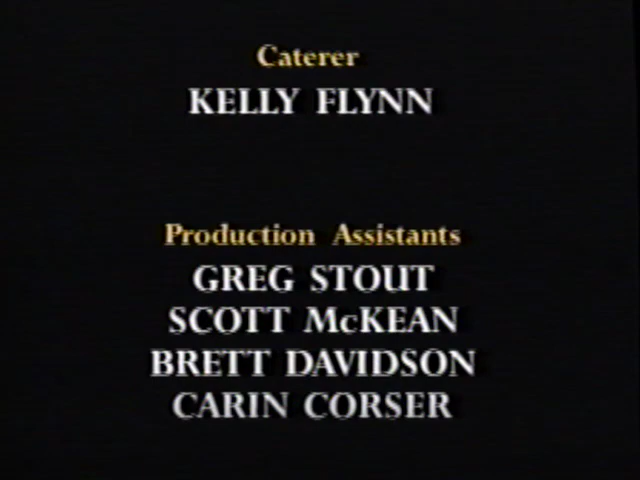 Caterer
KELLY FLYNN
Production Assistants
GREG STOUT
SCOTT McKEAN
BRETT DAVIDSON
CARIN CORSER